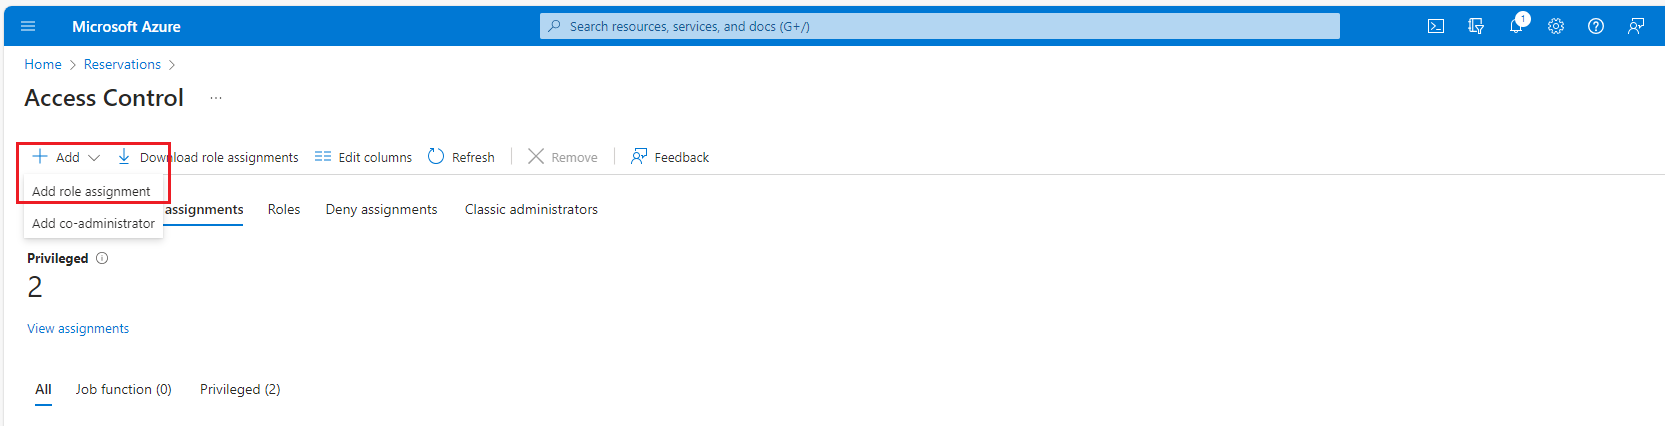 Microsoft Azure
Search resources, services, and docs (G+/)
1
Home > Reservations >
Access Control ...
Add Download role assignments Edit columns Refresh Remove Feedback
Add role assignment
assignments Roles Deny assignments Classic administrators
Add co-administrator
Privileged
2
View assignments
All Job function (0) Privileged (2)